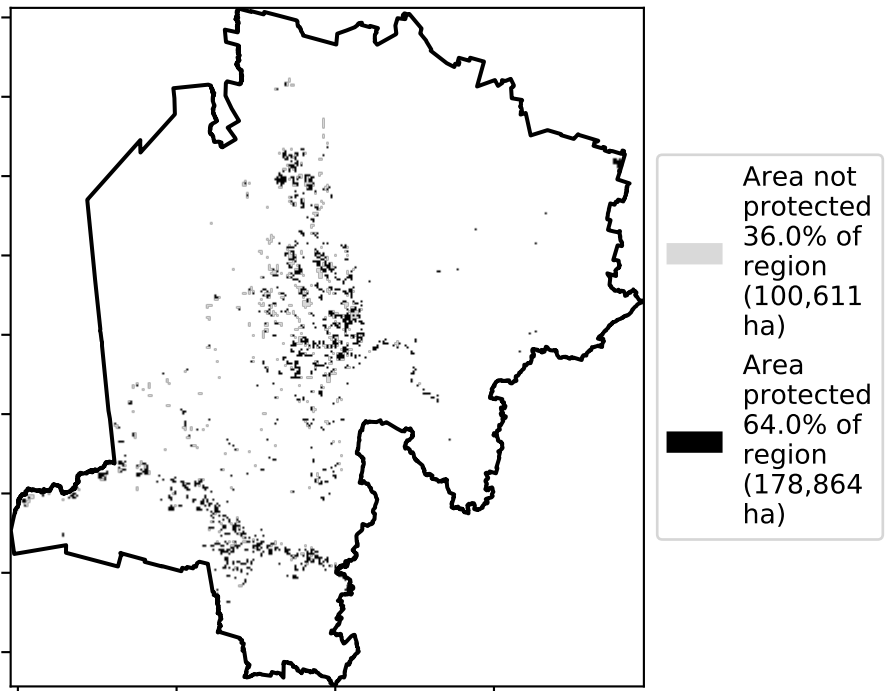 Area not
protected
36.0% of
region
(100,611
ha)
Area
protected
64.0% of
region
(178,864
ha)